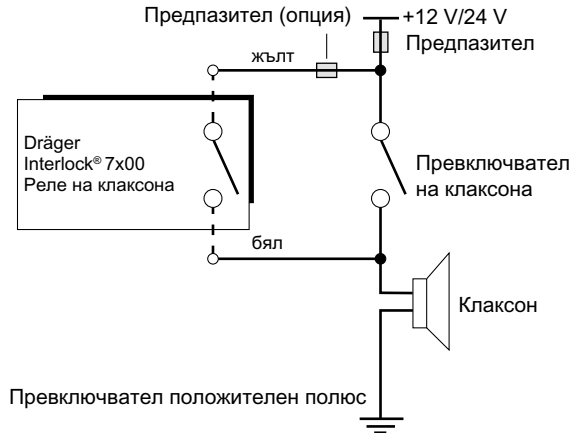 Предпазител (опция)
+12 V/24 V
Предпазител
жълт
Dräger
Interlock® 7x00
Реле на клаксона
Превключвател
на клаксона
бял
Клаксон
Превключвател положителен полюс